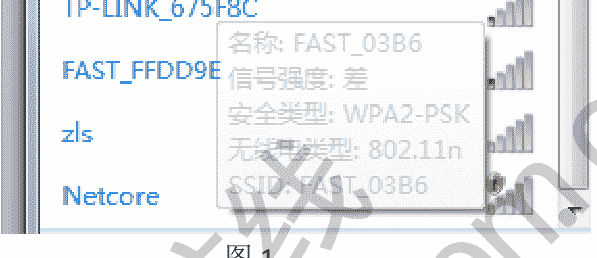 TP-LINK_675F8C
名称: FAST_03B6
FAST_FFDD9E
信号强度: 差
安全类型: WPA2-PSK
zls
无线电类型: 802.11n
SSID: FAST_03B6
Netcore
图 1